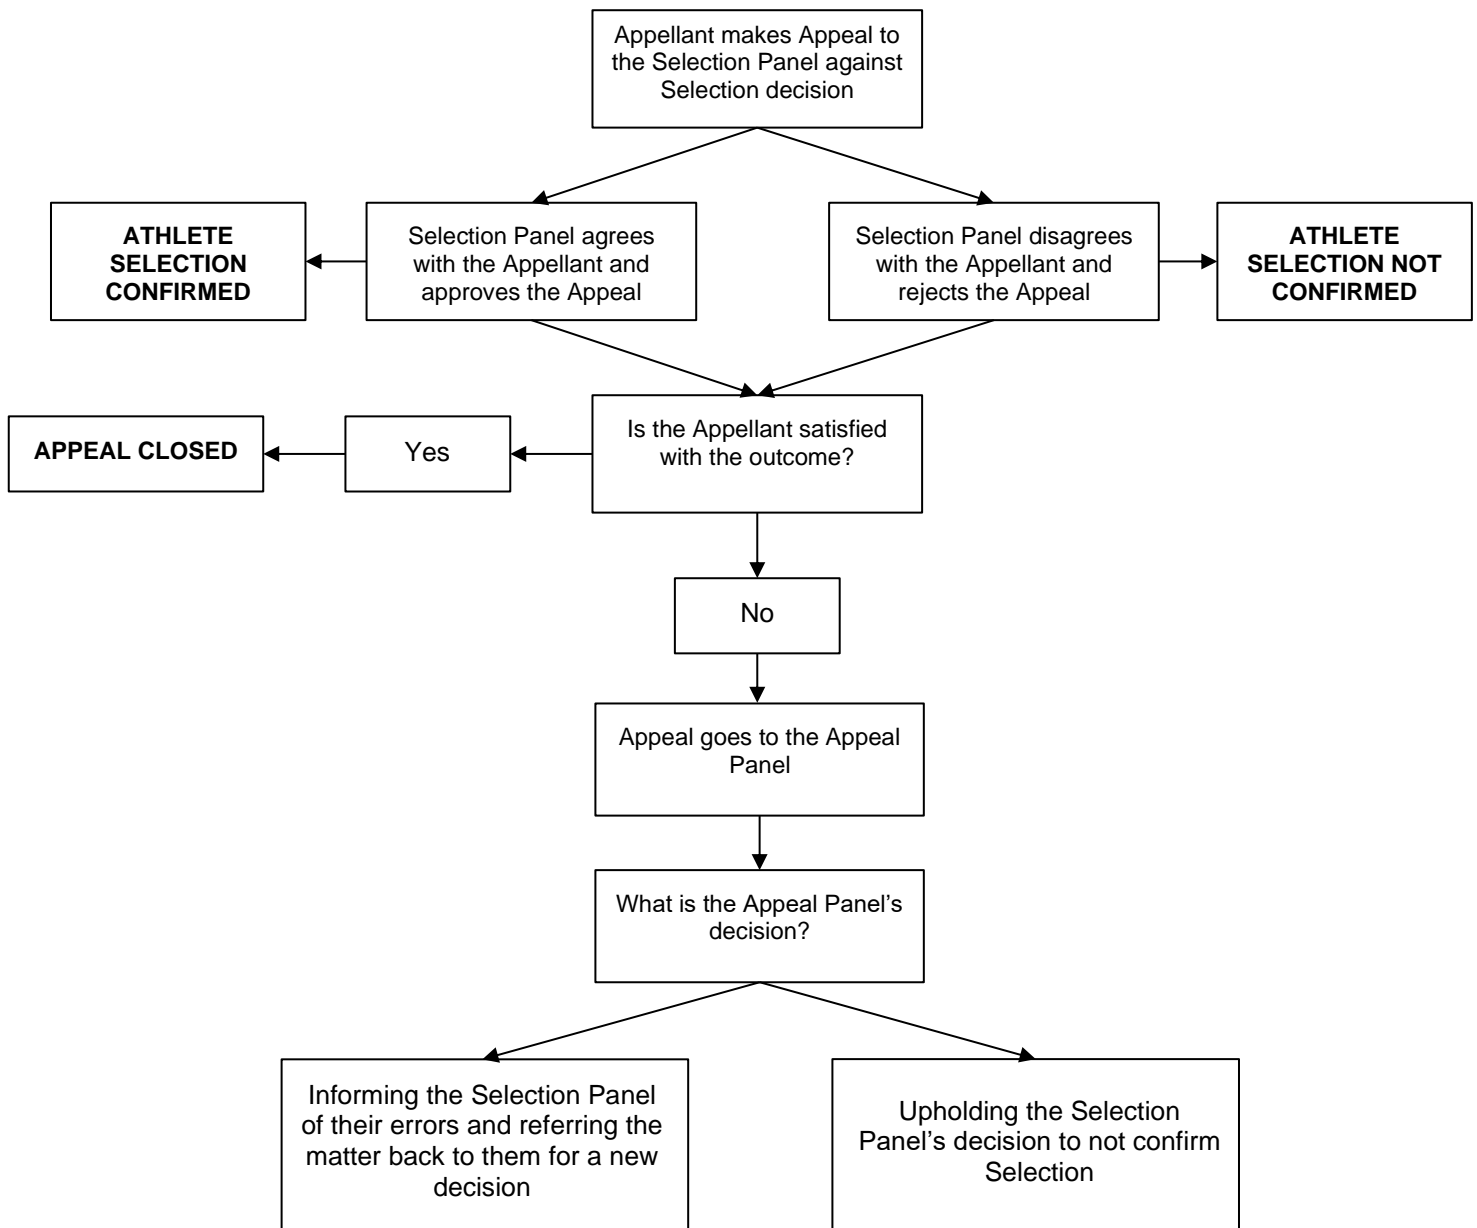 Appellant makes Appeal to
the Selection Panel against
Selection decision
ATHLETE
SELECTION
CONFIRMED
Selection Panel agrees
with the Appellant and
approves the Appeal
Selection Panel disagrees
with the Appellant and
rejects the Appeal
ATHLETE
SELECTION NOT
CONFIRMED
APPEAL CLOSED
Yes
Is the Appellant satisfied
with the outcome?
No
Appeal goes to the Appeal
Panel
What is the Appeal Panel’s
decision?
Informing the Selection Panel
of their errors and referring the
matter back to them for a new
decision
Upholding the Selection
Panel’s decision to not confirm
Selection